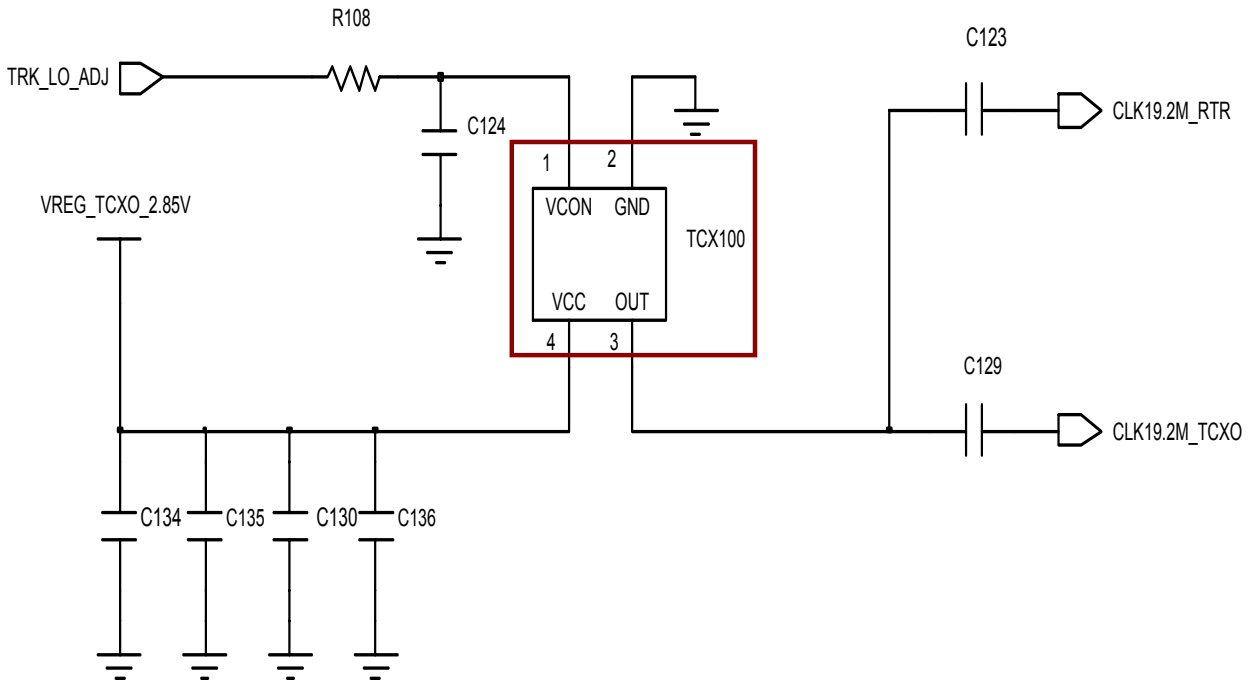 R108
C123
TRK_LO_ADJ
CLK19.2M_RTR
C124
1 2
VREG_TCXO_2.85V
VCON GND
TCX100
VCC OUT
4 3
C129
CLK19.2M_TCXO
C134 C135 C130 C136